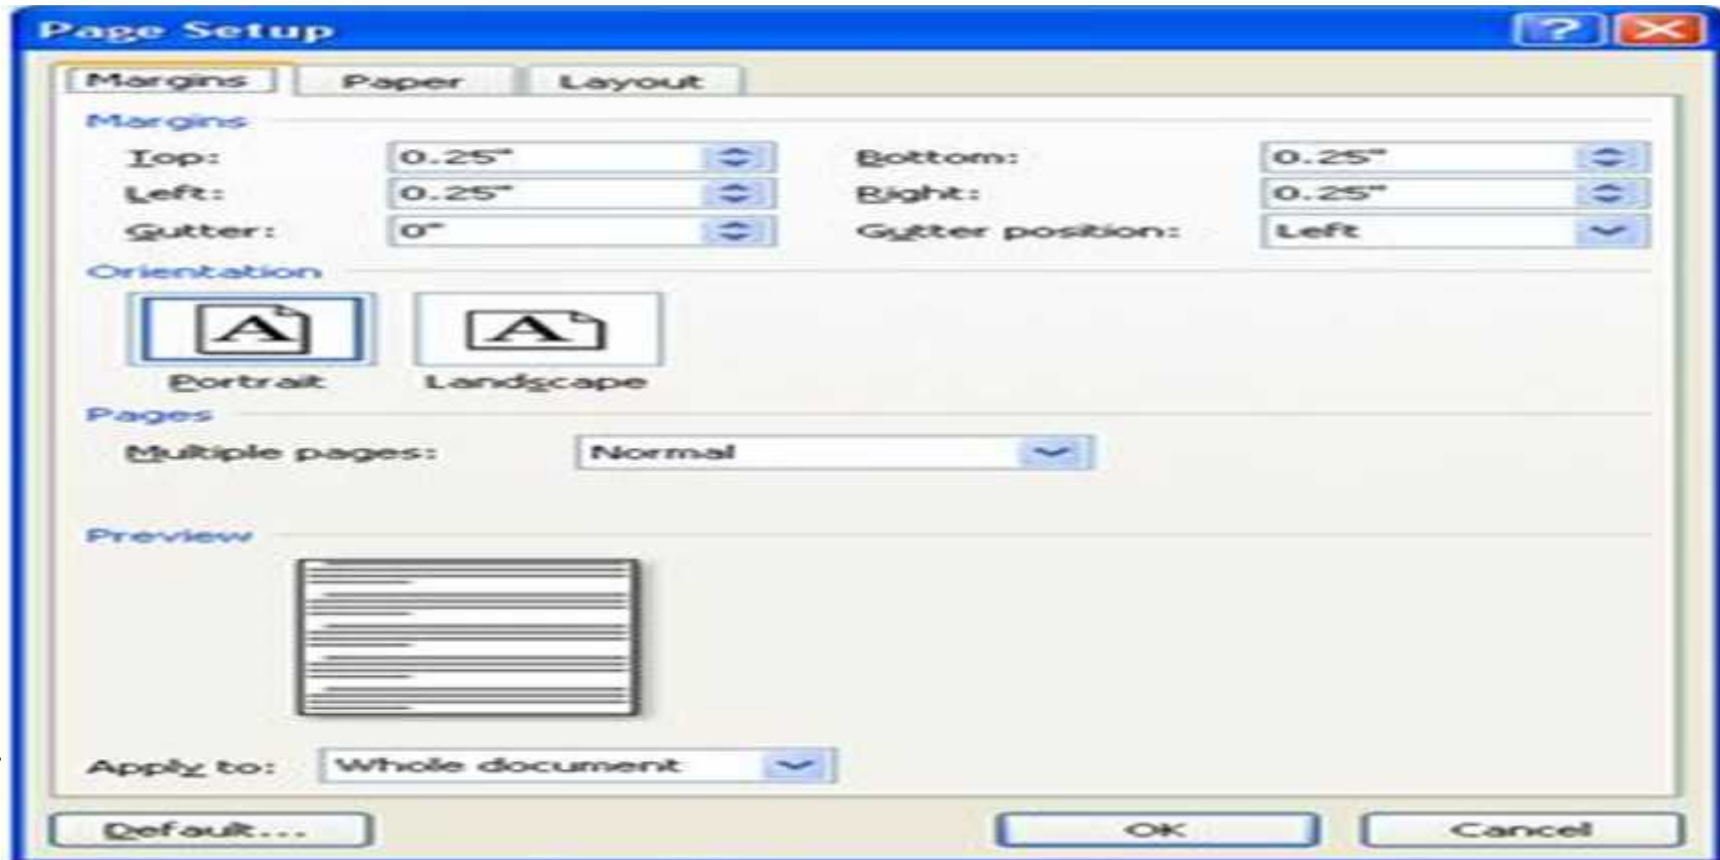 Page Setup
Margins Paper Layout
Margins
Top: 0.25" Bottom: 0.25"
Left: 0.25" Right: 0.25"
Gutter: 0" Gutter position: Left
Orientation
A A
Portrait Landscape
Pages
Multiple pages: Normal
Preview
Apply to: Whole document
Default... OK Cancel